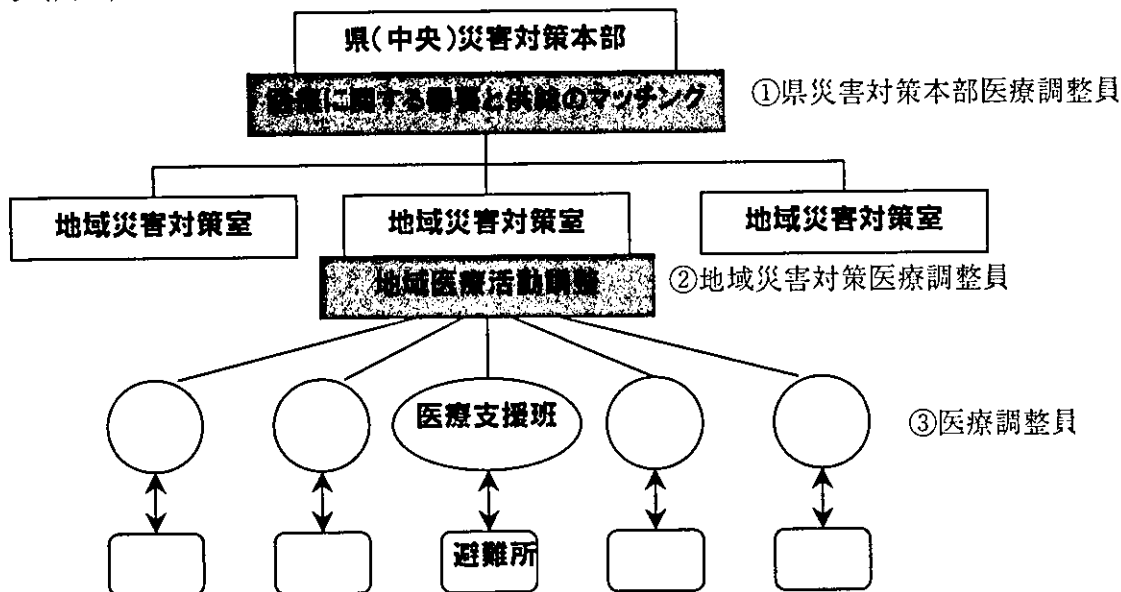 県(中央)災害対策本部
医療に関する需要と供給のマッチング
①県災害対策本部医療調整員
地域災害対策室
地域災害対策室
地域災害対策室
地域医療活動調整
②地域災害対策医療調整員
医療支援班
③医療調整員
避難所